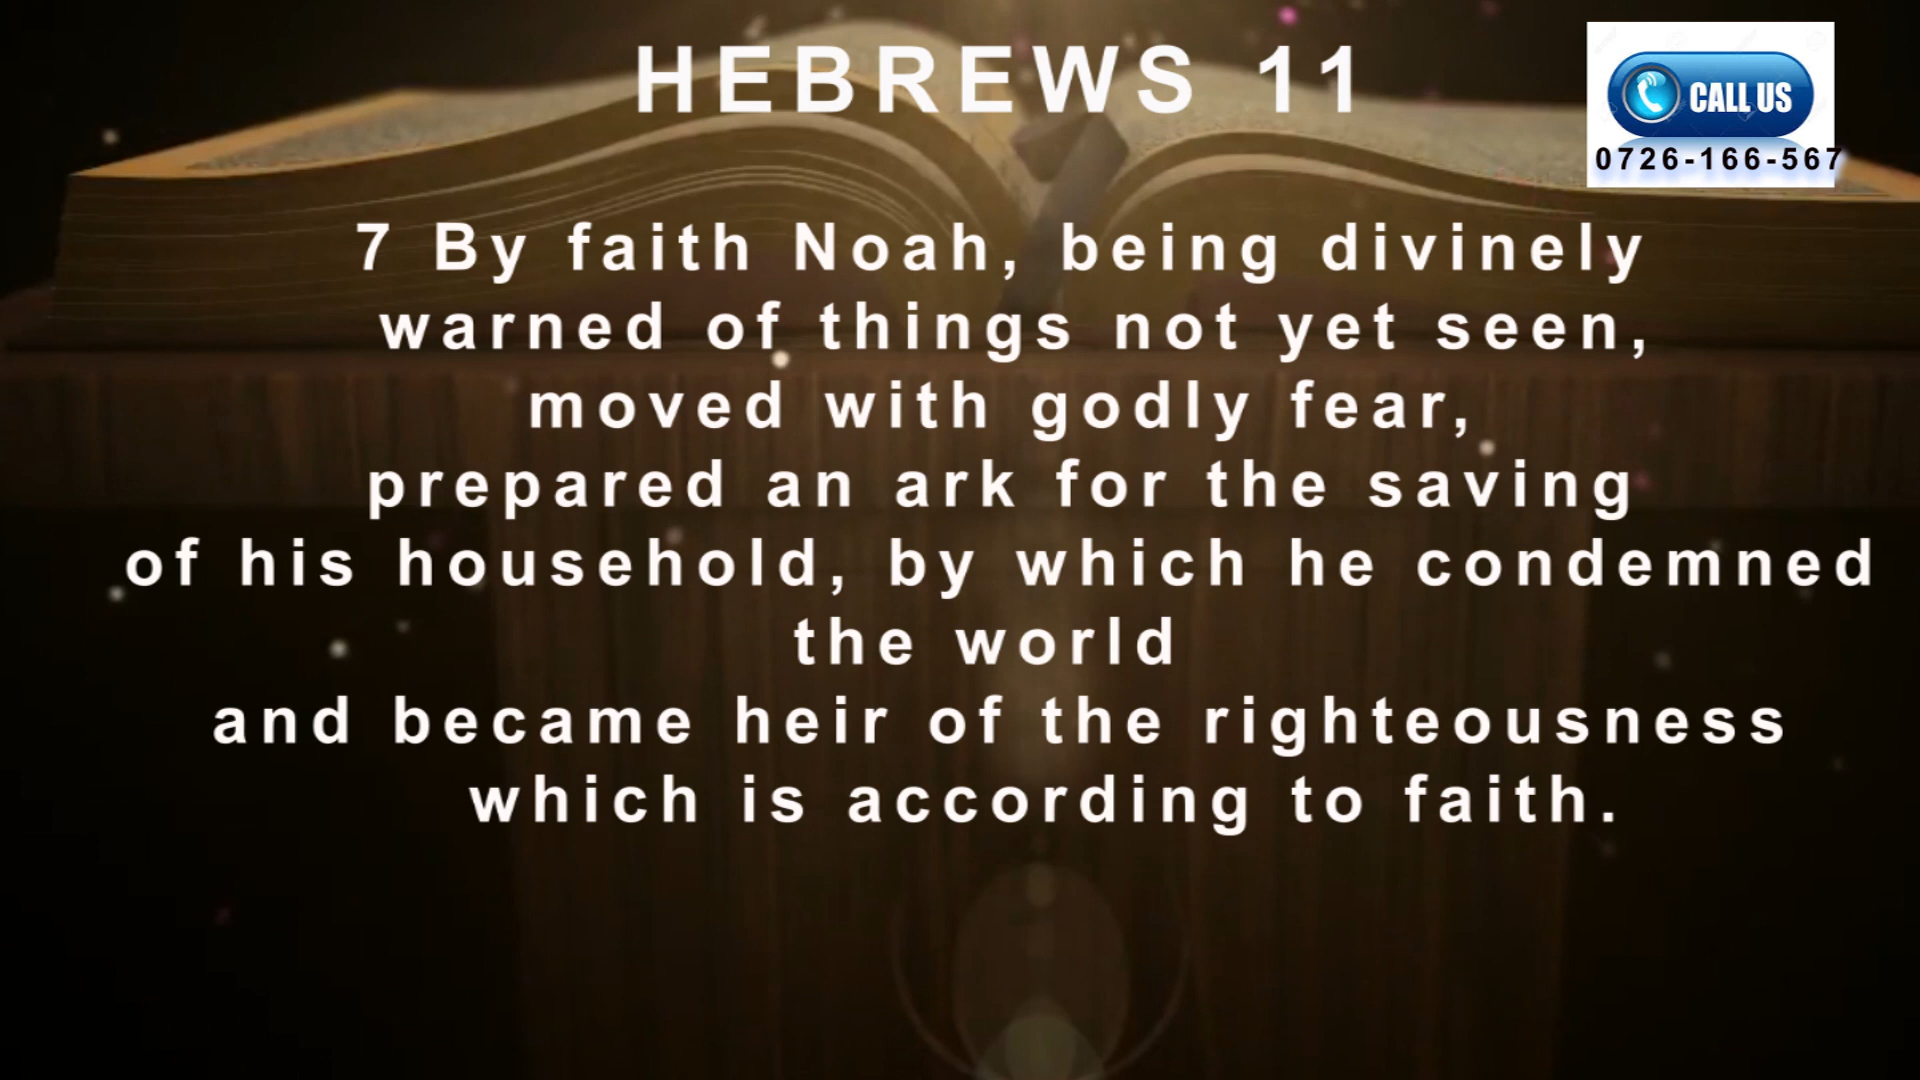 HEBREWS 11
CALL US
0726-166-567
7 By faith Noah, being divinely
warned of things not yet seen,
moved with godly fear,
prepared an ark for the saving
of his household, by which he condemned
the world
and became heir of the righteousness
which is according to faith.